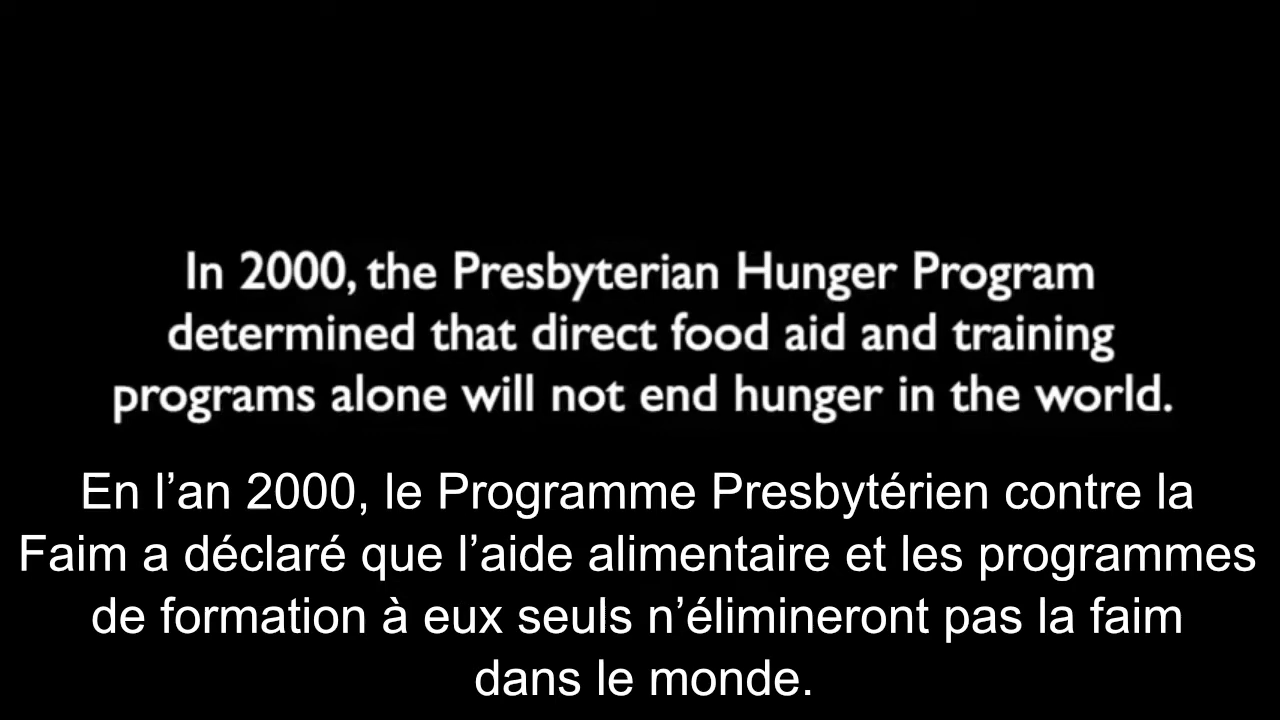 In 2000, the Presbyterian Hunger Program
determined that direct food aid and training
programs alone will not end hunger in the world.
En l’an 2000, le Programme Presbytérien contre la
Faim a déclaré que l’aide alimentaire et les programmes
de formation à eux seuls n’élimineront pas la faim
dans le monde.